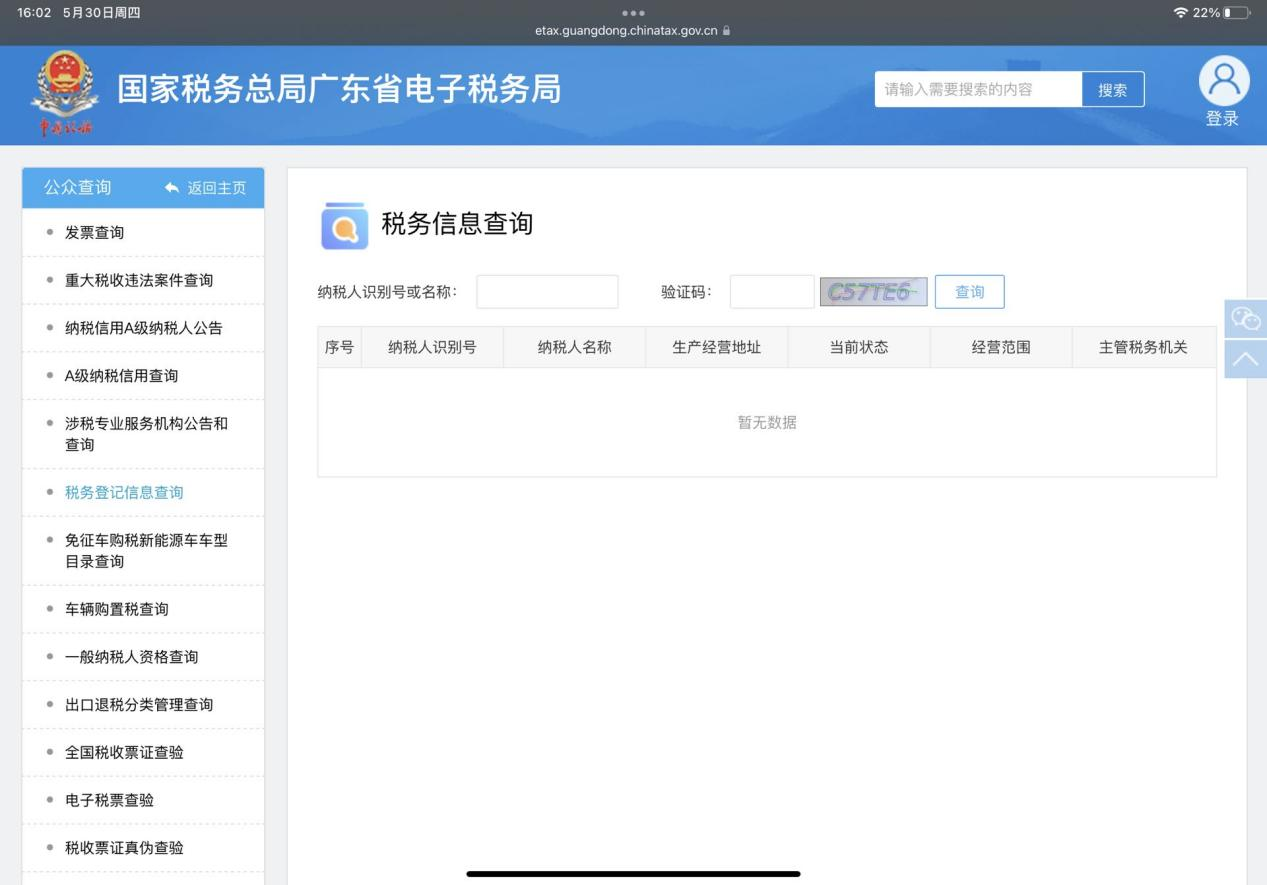 16:02 5月30日周四
22%
etax.guangdong.chinatax.gov.cn
国家税务总局广东省电子税务局
请输入需要搜索的内容 搜索
登录
中国税务
公众查询 返回主页
发票查询
重大税收违法案件查询
纳税信用A级纳税人公告
A级纳税信用查询
涉税专业服务机构公告和
查询
税务登记信息查询
免征车购税新能源车车型
目录查询
车辆购置税查询
一般纳税人资格查询
出口退税分类管理查询
全国税收票证查验
电子税票查验
税收票证真伪查验
税务信息查询
纳税人识别号或名称: 验证码: C57TE6 查询
序号 纳税人识别号 纳税人名称 生产经营地址 当前状态 经营范围 主管税务机关
暂无数据